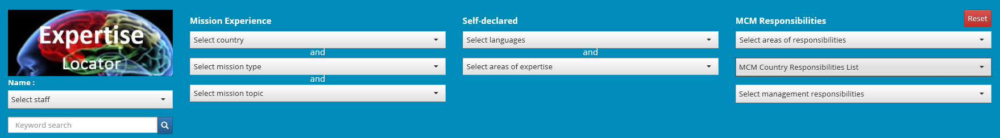 Expertise
Locator
Name :
Select staff
Keyword search
Mission Experience
Select country
and
Select mission type
and
Select mission topic
Self-declared
Select languages
and
Select areas of expertise
MCM Responsibilities
Reset
Select areas of responsibilities
MCM Country Responsibilities List
Select management responsibilities